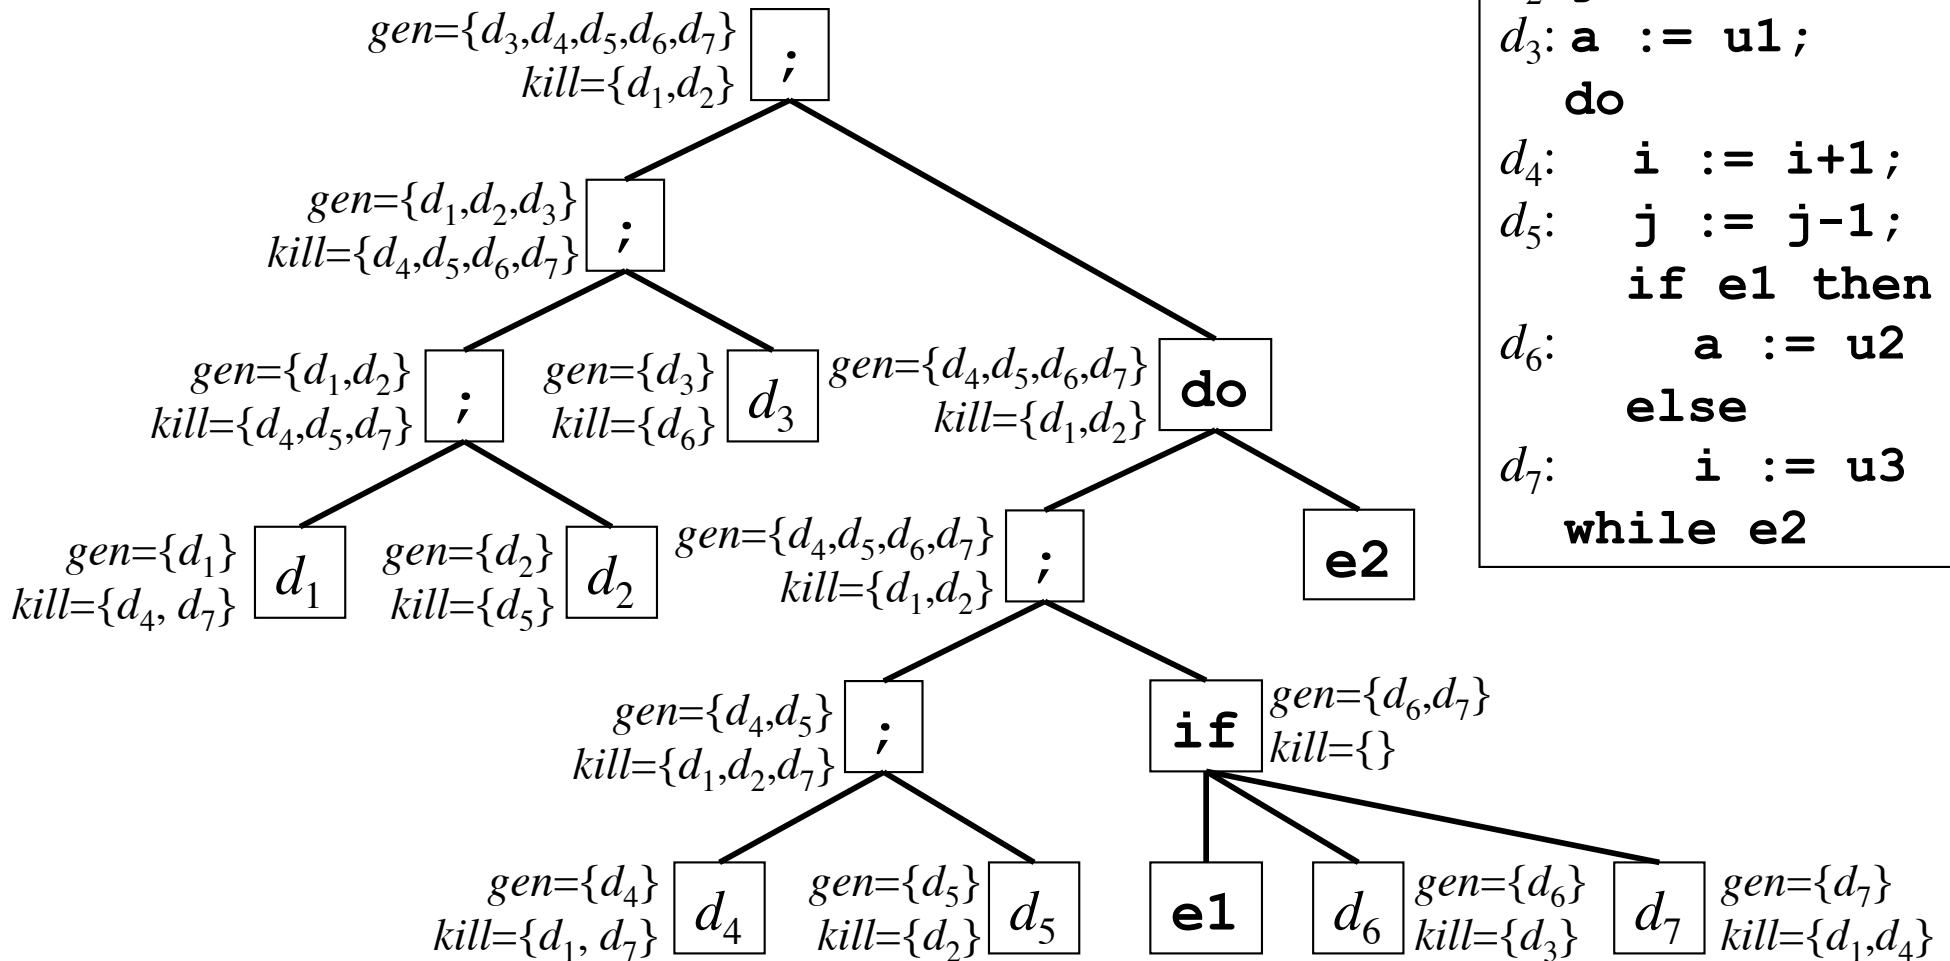 gen={d3,d4,d5,d6,d7}
kill={d1,d2}
;
gen={d1,d2,d3}
kill={d4,d5,d6,d7}
;
gen={d1,d2}
kill={d4,d5,d7}
;
gen={d3}
kill={d6}
d3
gen={d4,d5,d6,d7}
kill={d1,d2}
do
gen={d1}
kill={d4, d7}
d1
gen={d2}
kill={d5}
d2
gen={d4,d5,d6,d7}
kill={d1,d2}
;
e2
gen={d4,d5}
kill={d1,d2,d7}
;
if
gen={d6,d7}
kill={}
gen={d4}
kill={d1, d7}
d4
gen={d5}
kill={d2}
d5
e1
d6
gen={d6}
kill={d3}
d7
gen={d7}
kill={d1,d4}
d3: a := u1;
do
d4: i := i+1;
d5: j := j-1;
if e1 then
d6: a := u2
else
d7: i := u3
while e2